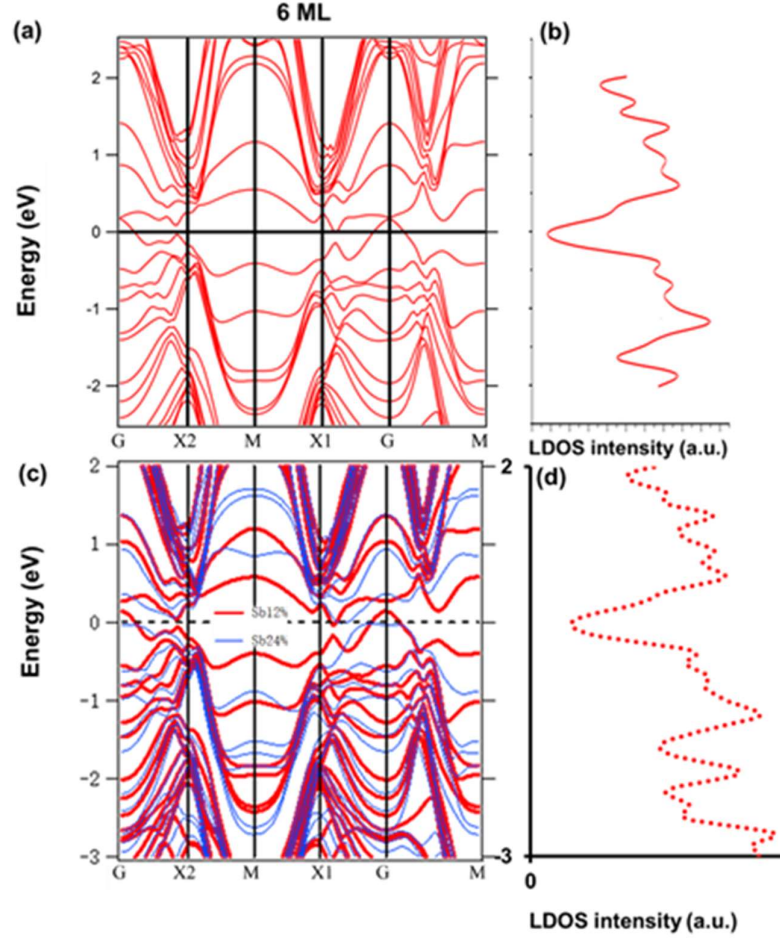 6 ML
(a)
(b)
2
1
0
-1
-2
Energy (eV)
G X2 M X1 G M
LDOS intensity (a.u.)
(c)
(d)
2
1
0
-1
-2
-3
Energy (eV)
Sb12%
Sb24%
2
-3
G X2 M X1 G M
0
LDOS intensity (a.u.)